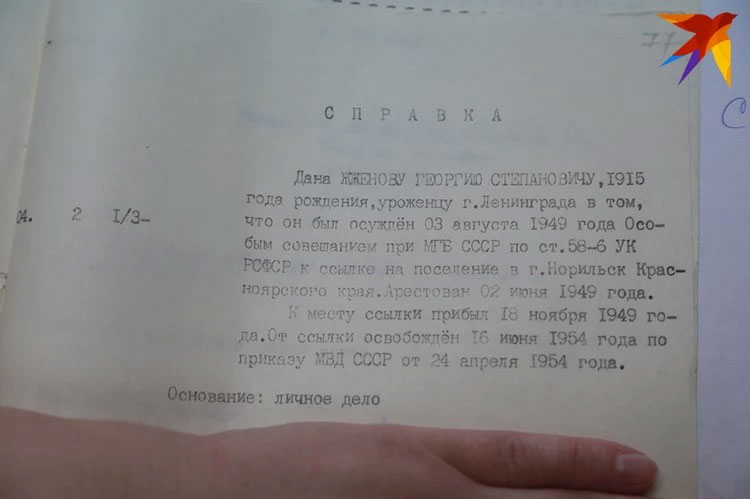 77
С П Р А В К А
Дана ЖЖЕНОВУ ГЕОРГИЮ СТЕПАНОВИЧУ,1915
года рождения,уроженцу г.Ленинграда в том,
04. 2 I/3- что он был осуждён 03 августа 1949 года Осо-
бым совещанием при МГБ СССР по ст.58-6 УК
РСФСР к ссылке на поселение в г.Норильск Крас-
ноярского края.Арестован 02 июня 1949 года.
К месту ссылки прибыл 18 ноября 1949 го-
да.От ссылки освобождён 16 июня 1954 года по
приказу МВД СССР от 24 апреля 1954 года.
Основание: личное дело